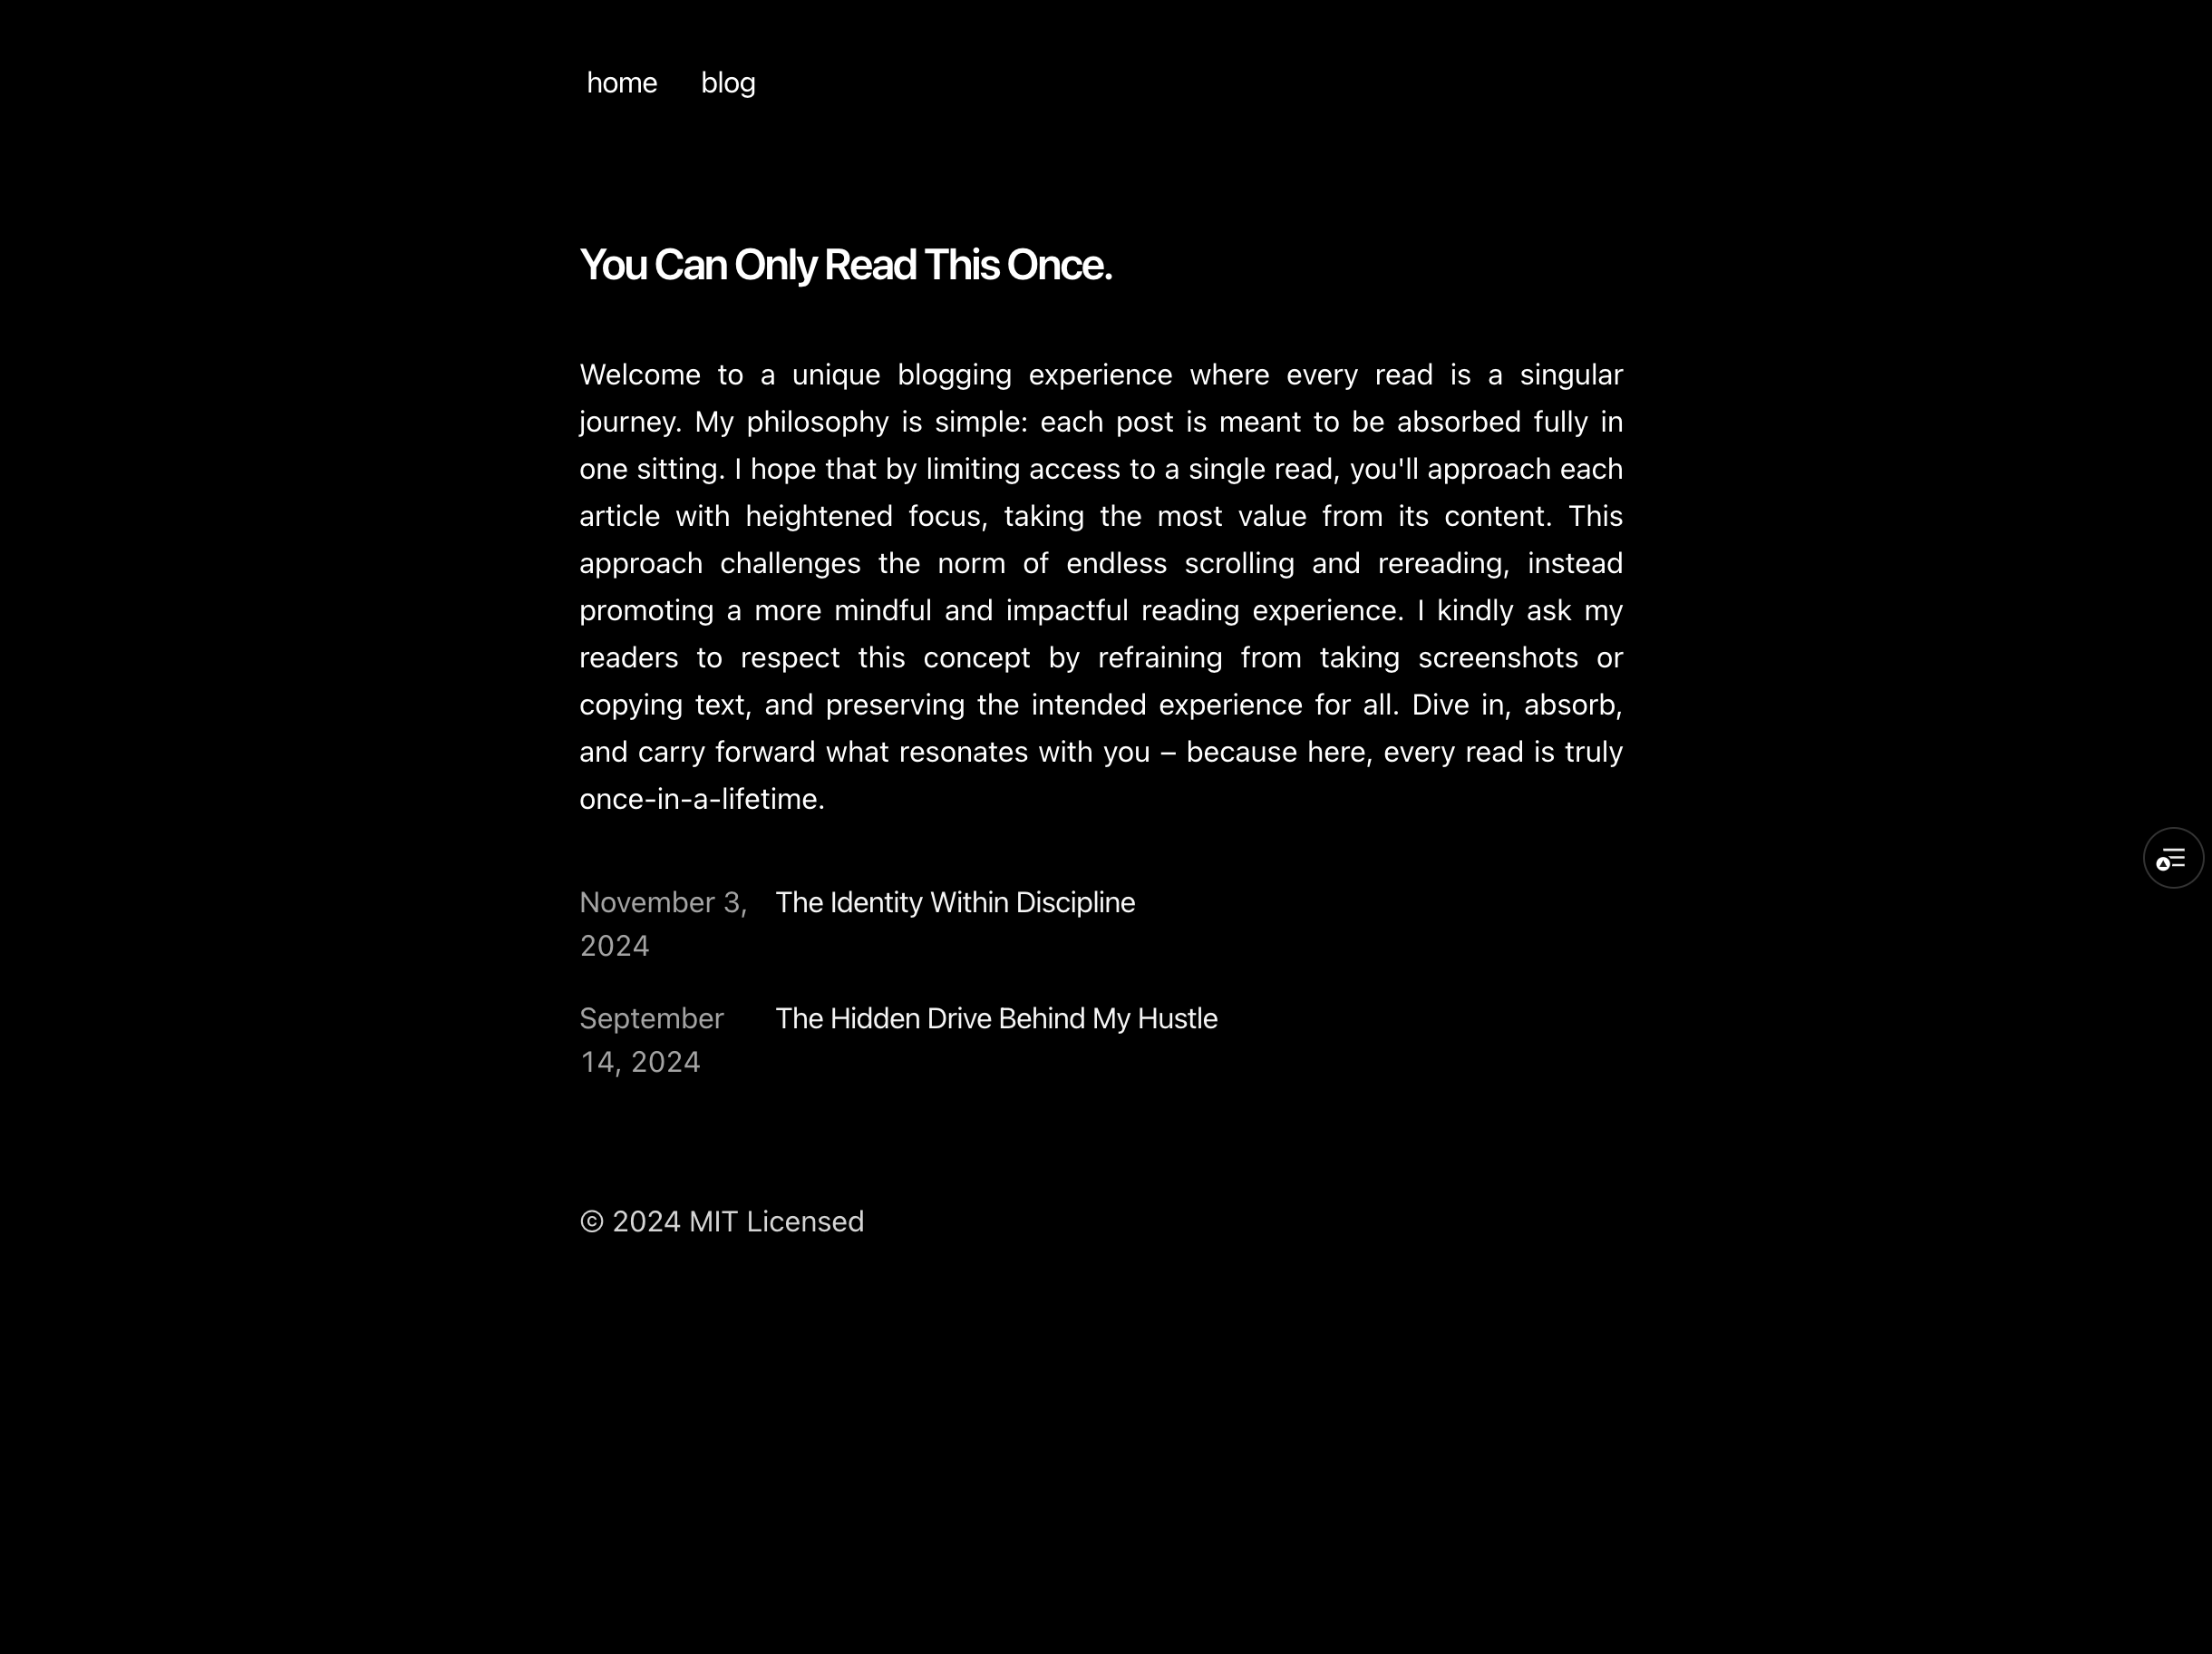 home blog
You Can Only Read This Once.
Welcome to a unique blogging experience where every read is a singular
journey. My philosophy is simple: each post is meant to be absorbed fully in
one sitting. I hope that by limiting access to a single read, you'll approach each
article with heightened focus, taking the most value from its content. This
approach challenges the norm of endless scrolling and rereading, instead
promoting a more mindful and impactful reading experience. I kindly ask my
readers to respect this concept by refraining from taking screenshots or
copying text, and preserving the intended experience for all. Dive in, absorb,
and carry forward what resonates with you – because here, every read is truly
once-in-a-lifetime.
November 3, The Identity Within Discipline
2024
September The Hidden Drive Behind My Hustle
14, 2024
© 2024 MIT Licensed